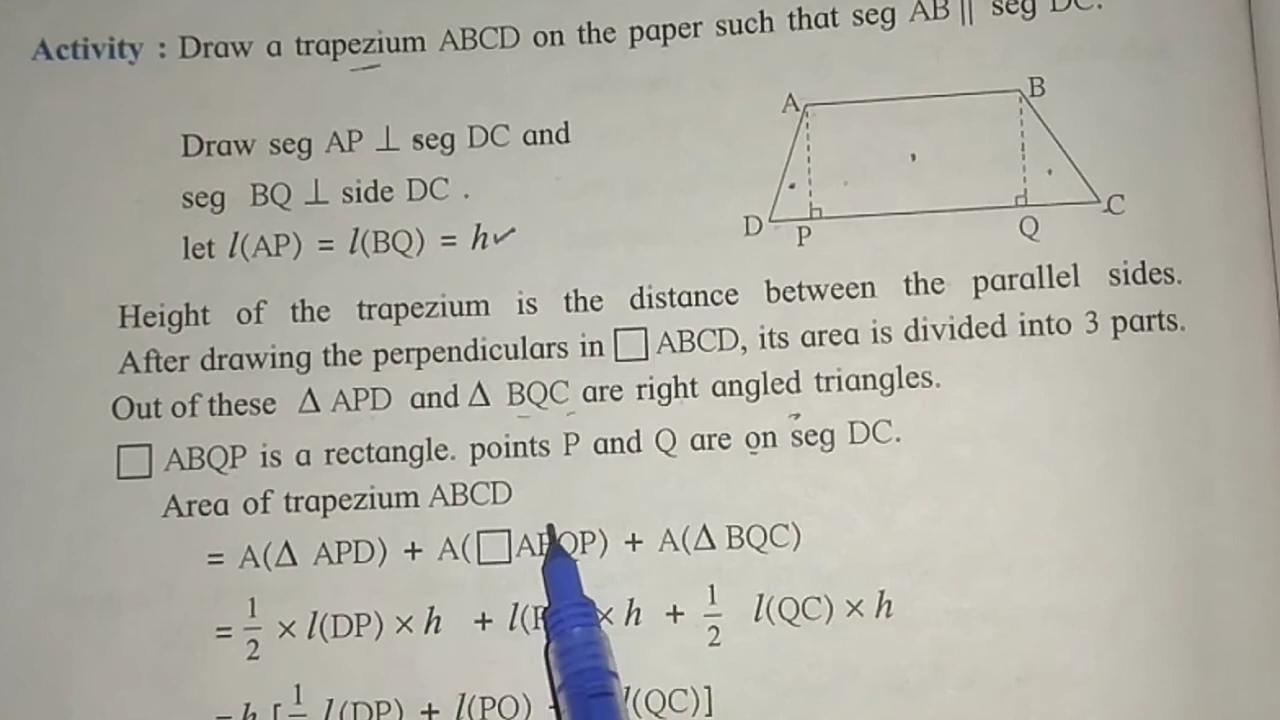 Activity : Draw a trapezium ABCD on the paper such that seg AB || seg DC.
A
B
Draw seg AP ⊥ seg DC and
seg BQ ⊥ side DC .
let l(AP) = l(BQ) = h
D
P
Q
C
Height of the trapezium is the distance between the parallel sides.
After drawing the perpendiculars in □ ABCD, its area is divided into 3 parts.
Out of these Δ APD and Δ BQC are right angled triangles.
□ ABQP is a rectangle. points P and Q are on seg DC.
Area of trapezium ABCD
= A(Δ APD) + A(□ QP) + A(Δ BQC)
= 1/2 × l(DP) × h + l( × h + 1/2 l(QC) × h
= h [ 1 l(DP) + l(PQ) l(QC)]